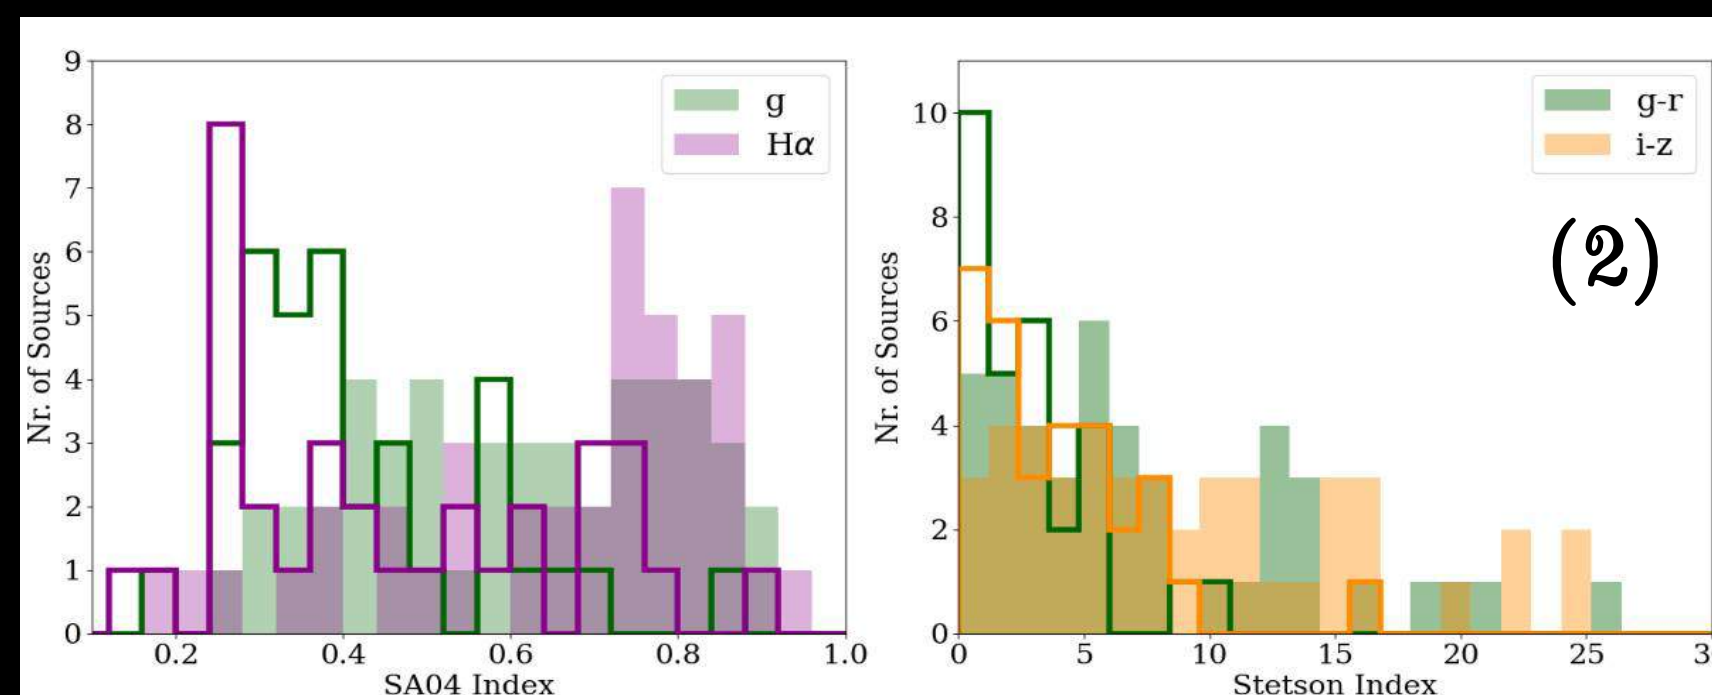 9
8
7
6
5
4
3
2
1
0
Nr. of Sources
g
Hα
0.2 0.4 0.6 0.8 1.0
SA04 Index
10
8
6
4
2
0
Nr. of Sources
g-r
i-z
(2)
0 5 10 15 20 25 3
Stetson Index